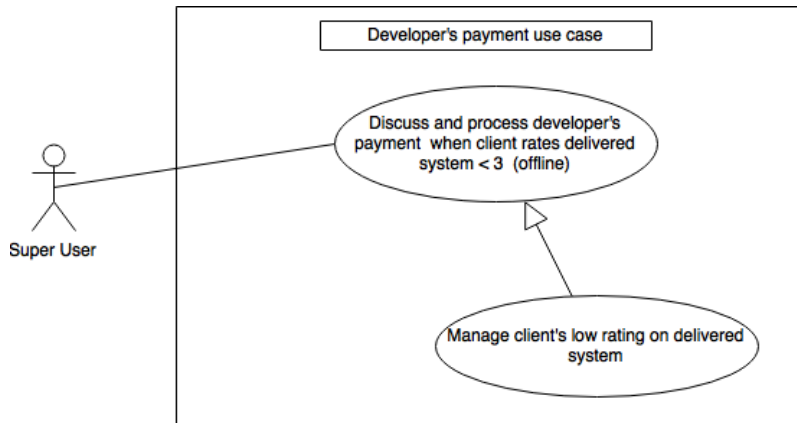 Developer's payment use case
Discuss and process developer's
payment when client rates delivered
system < 3 (offline)
Super User
Manage client's low rating on delivered
system